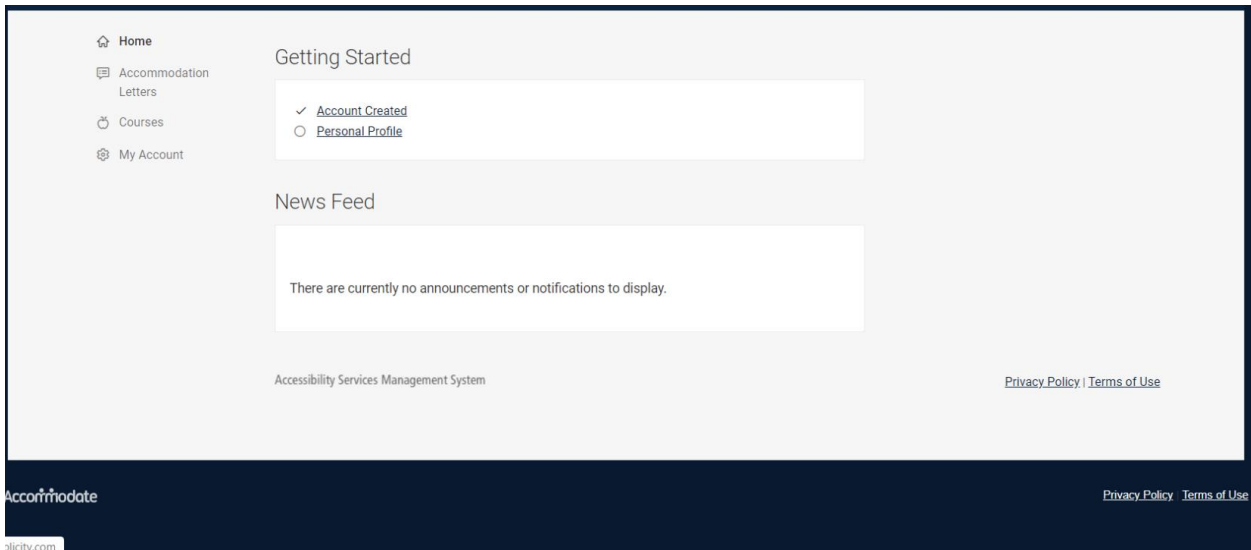 Home
Accommodation
Letters
Courses
My Account
Getting Started
Account Created
Personal Profile
News Feed
There are currently no announcements or notifications to display.
Accessibility Services Management System
Privacy Policy | Terms of Use
Accommodate
Privacy Policy Terms of Use
plicity.com